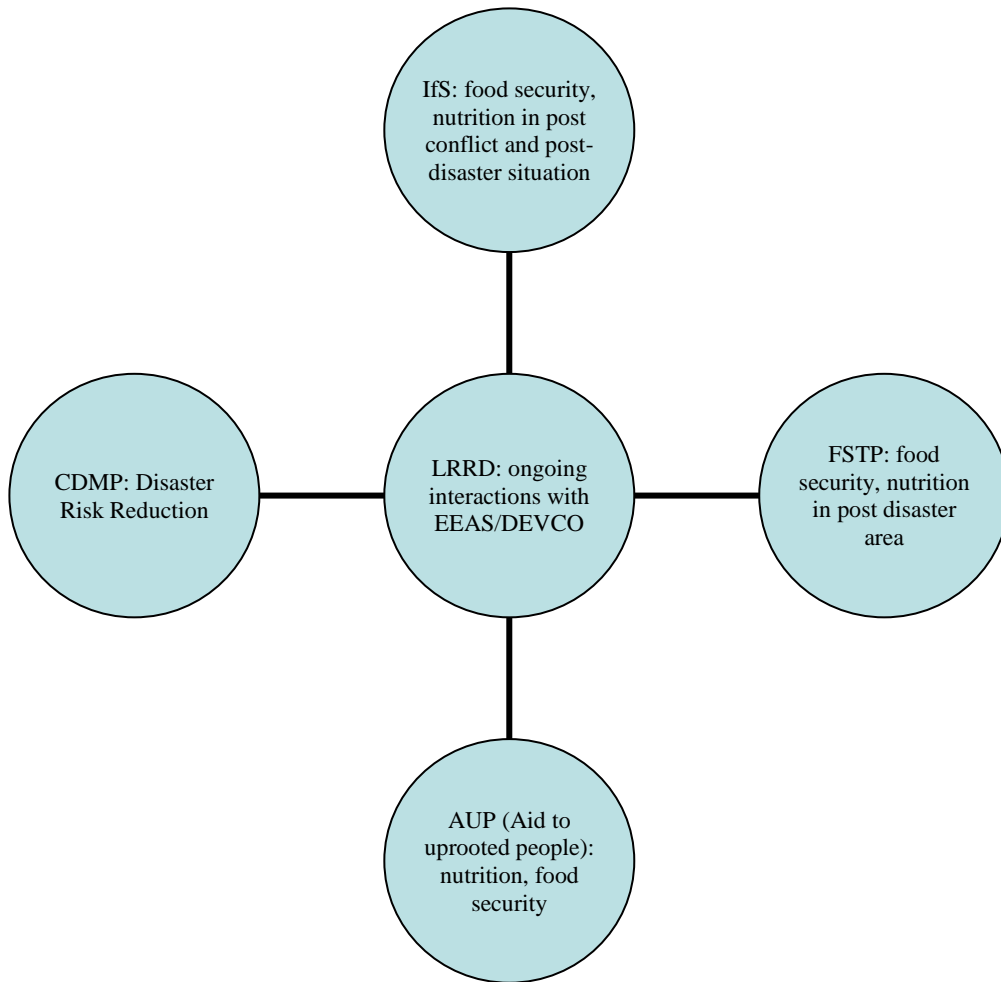 IfS: food security,
nutrition in post
conflict and post-
disaster situation
CDMP: Disaster
Risk Reduction
LRRD: ongoing
interactions with
EEAS/DEVCO
FSTP: food
security, nutrition
in post disaster
area
AUP (Aid to
uprooted people):
nutrition, food
security